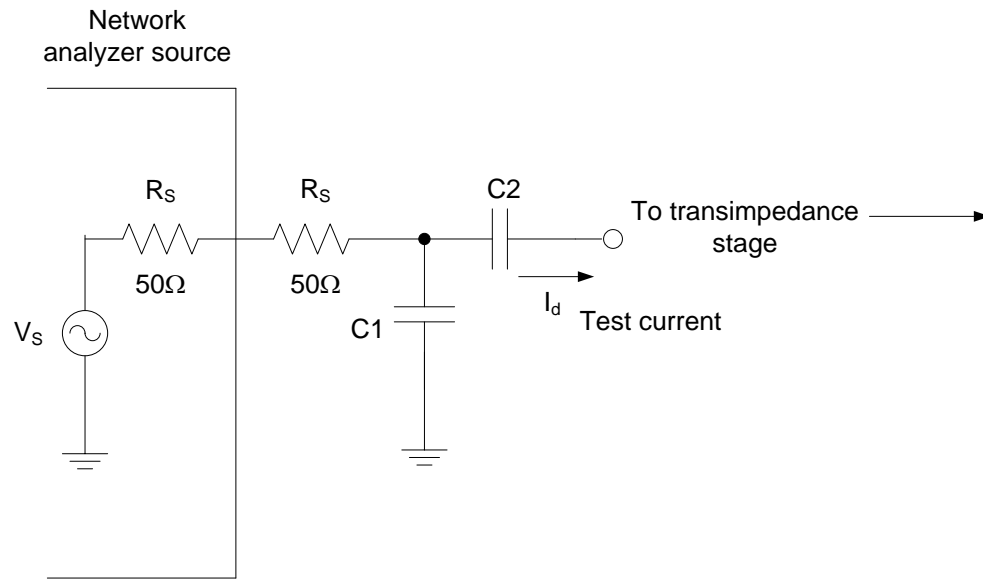 Network
analyzer source
R_S
R_S
C2
To transimpedance
stage
50Ω
50Ω
I_d
Test current
C1
V_S